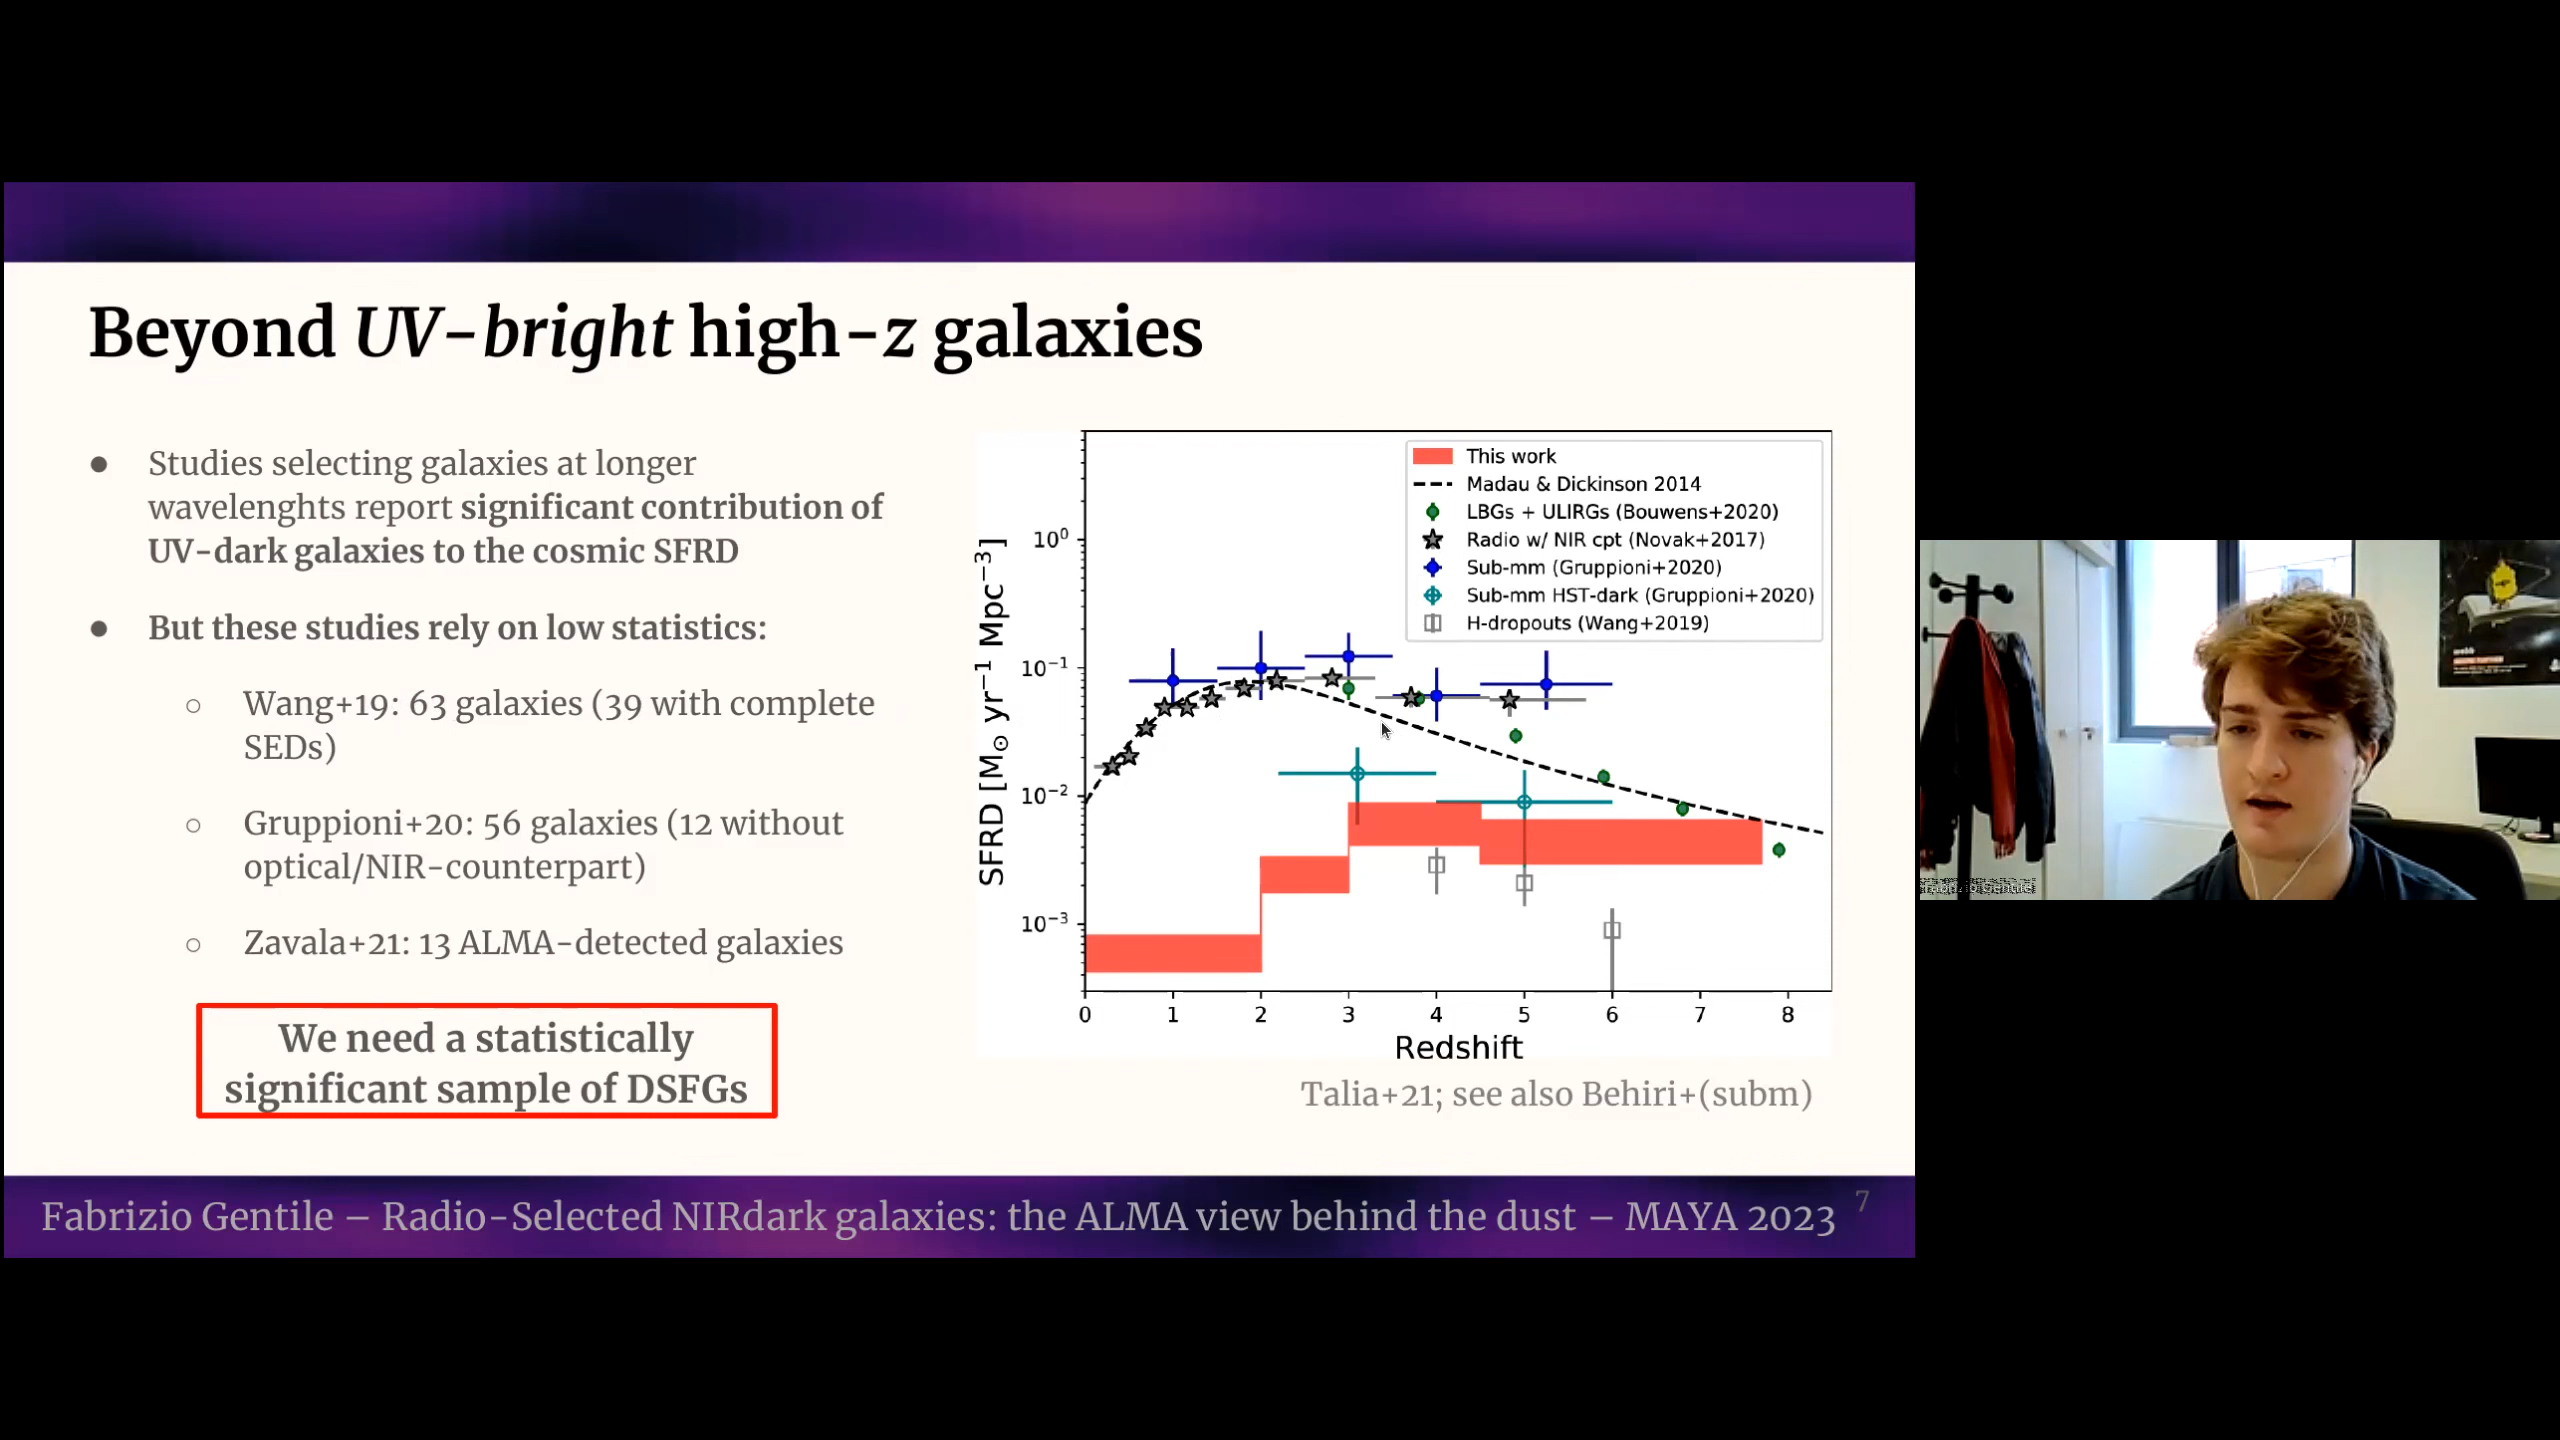 Beyond UV-bright high-z galaxies
● Studies selecting galaxies at longer
wavelenghts report significant contribution of
UV-dark galaxies to the cosmic SFRD
● But these studies rely on low statistics:
○ Wang+19: 63 galaxies (39 with complete
SEDs)
○ Gruppioni+20: 56 galaxies (12 without
optical/NIR-counterpart)
○ Zavala+21: 13 ALMA-detected galaxies
We need a statistically
significant sample of DSFGs
This work
Madau & Dickinson 2014
LBGs + ULIRGs (Bouwens+2020)
Radio w/ NIR cpt (Novak+2017)
Sub-mm (Gruppioni+2020)
Sub-mm HST-dark (Gruppioni+2020)
H-dropouts (Wang+2019)
SFRD [M⊙ yr⁻¹ Mpc⁻³]
10⁰
10⁻¹
10⁻²
10⁻³
0 1 2 3 4 5 6 7 8
Redshift
Talia+21; see also Behiri+(subm)
Fabrizio Gentile – Radio-Selected NIRdark galaxies: the ALMA view behind the dust – MAYA 2023
7
Fabrizio Gentile
webb